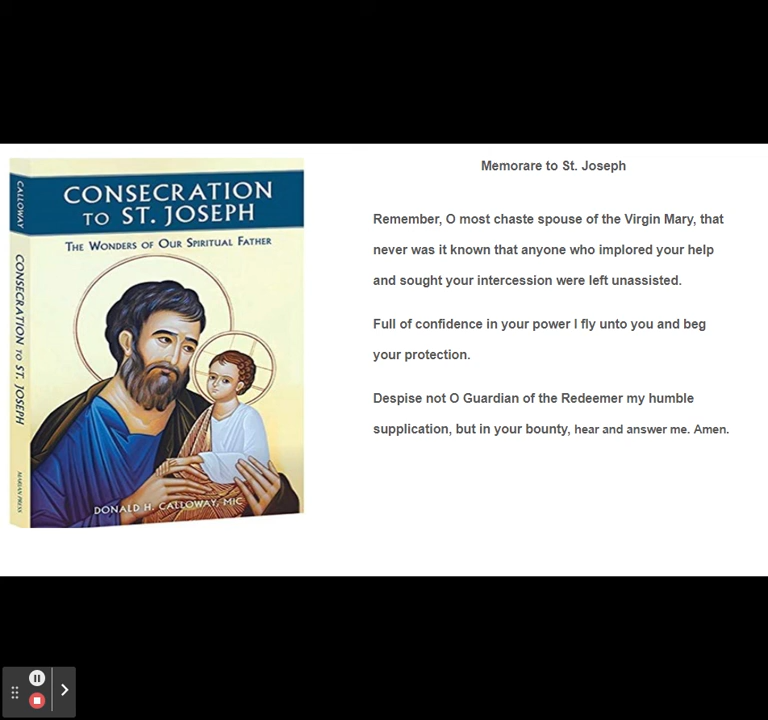 CONSECRATION
TO ST. JOSEPH
THE WONDERS OF OUR SPIRITUAL FATHER
DONALD H. CALLOWAY, MIC
CALLOWAY
CONSECRATION TO ST. JOSEPH
MARIAN PRESS
Memorare to St. Joseph
Remember, O most chaste spouse of the Virgin Mary, that
never was it known that anyone who implored your help
and sought your intercession were left unassisted.
Full of confidence in your power I fly unto you and beg
your protection.
Despise not O Guardian of the Redeemer my humble
supplication, but in your bounty, hear and answer me. Amen.